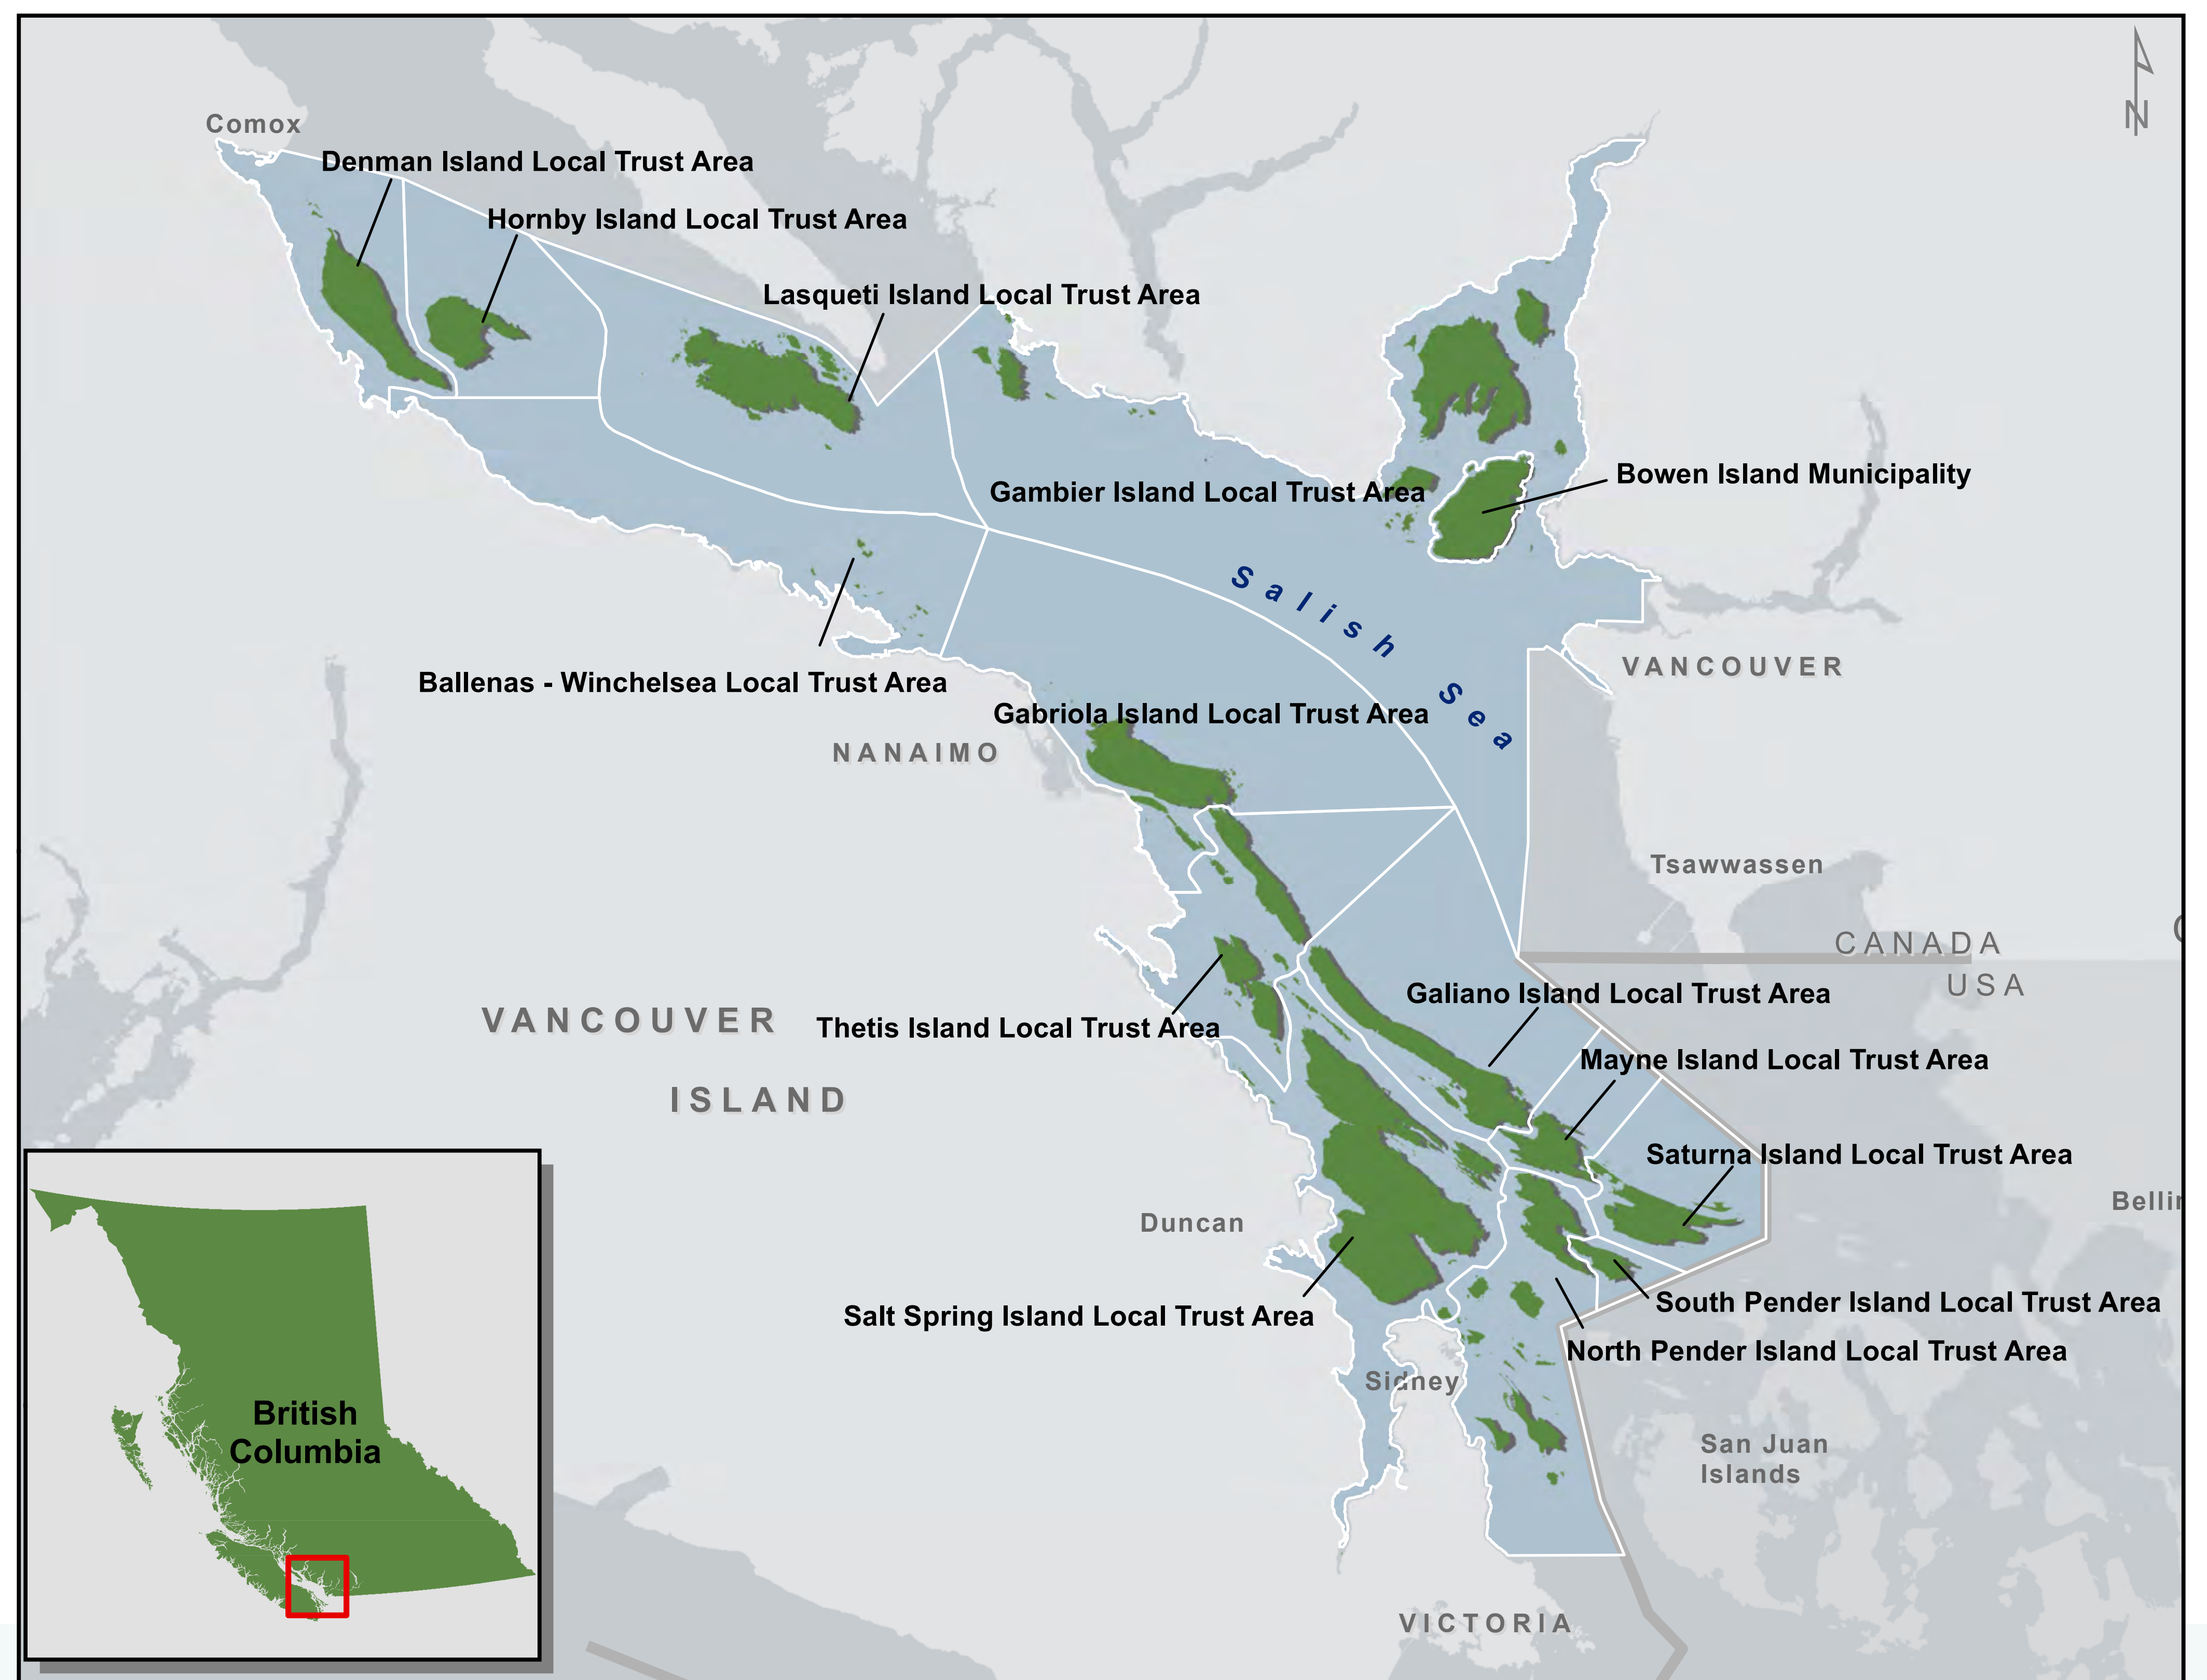 N
Comox
Denman Island Local Trust Area
Hornby Island Local Trust Area
Lasqueti Island Local Trust Area
Bowen Island Municipality
Gambier Island Local Trust Area
Salish Sea
VANCOUVER
Ballenas - Winchelsea Local Trust Area
Gabriola Island Local Trust Area
NANAIMO
Tsawwassen
CANADA
USA
Galiano Island Local Trust Area
VANCOUVER
ISLAND
Thetis Island Local Trust Area
Mayne Island Local Trust Area
Saturna Island Local Trust Area
Duncan
Salt Spring Island Local Trust Area
South Pender Island Local Trust Area
North Pender Island Local Trust Area
Sidney
San Juan
Islands
VICTORIA
British
Columbia